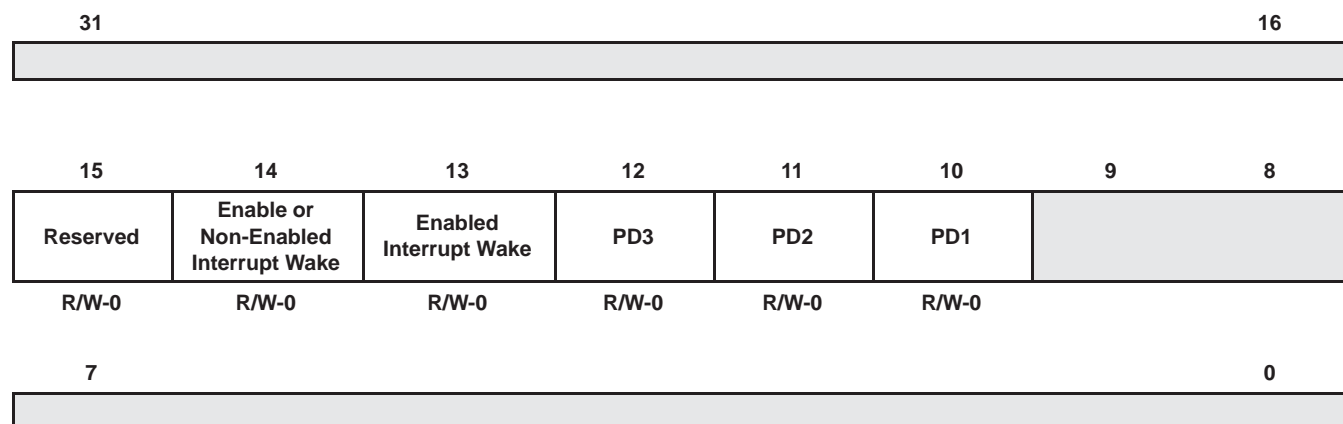 31 16
15 14 13 12 11 10 9 8
Reserved
Enable or
Non-Enabled
Interrupt Wake
Enabled
Interrupt Wake
PD3
PD2
PD1
R/W-0 R/W-0 R/W-0 R/W-0 R/W-0 R/W-0
7 0